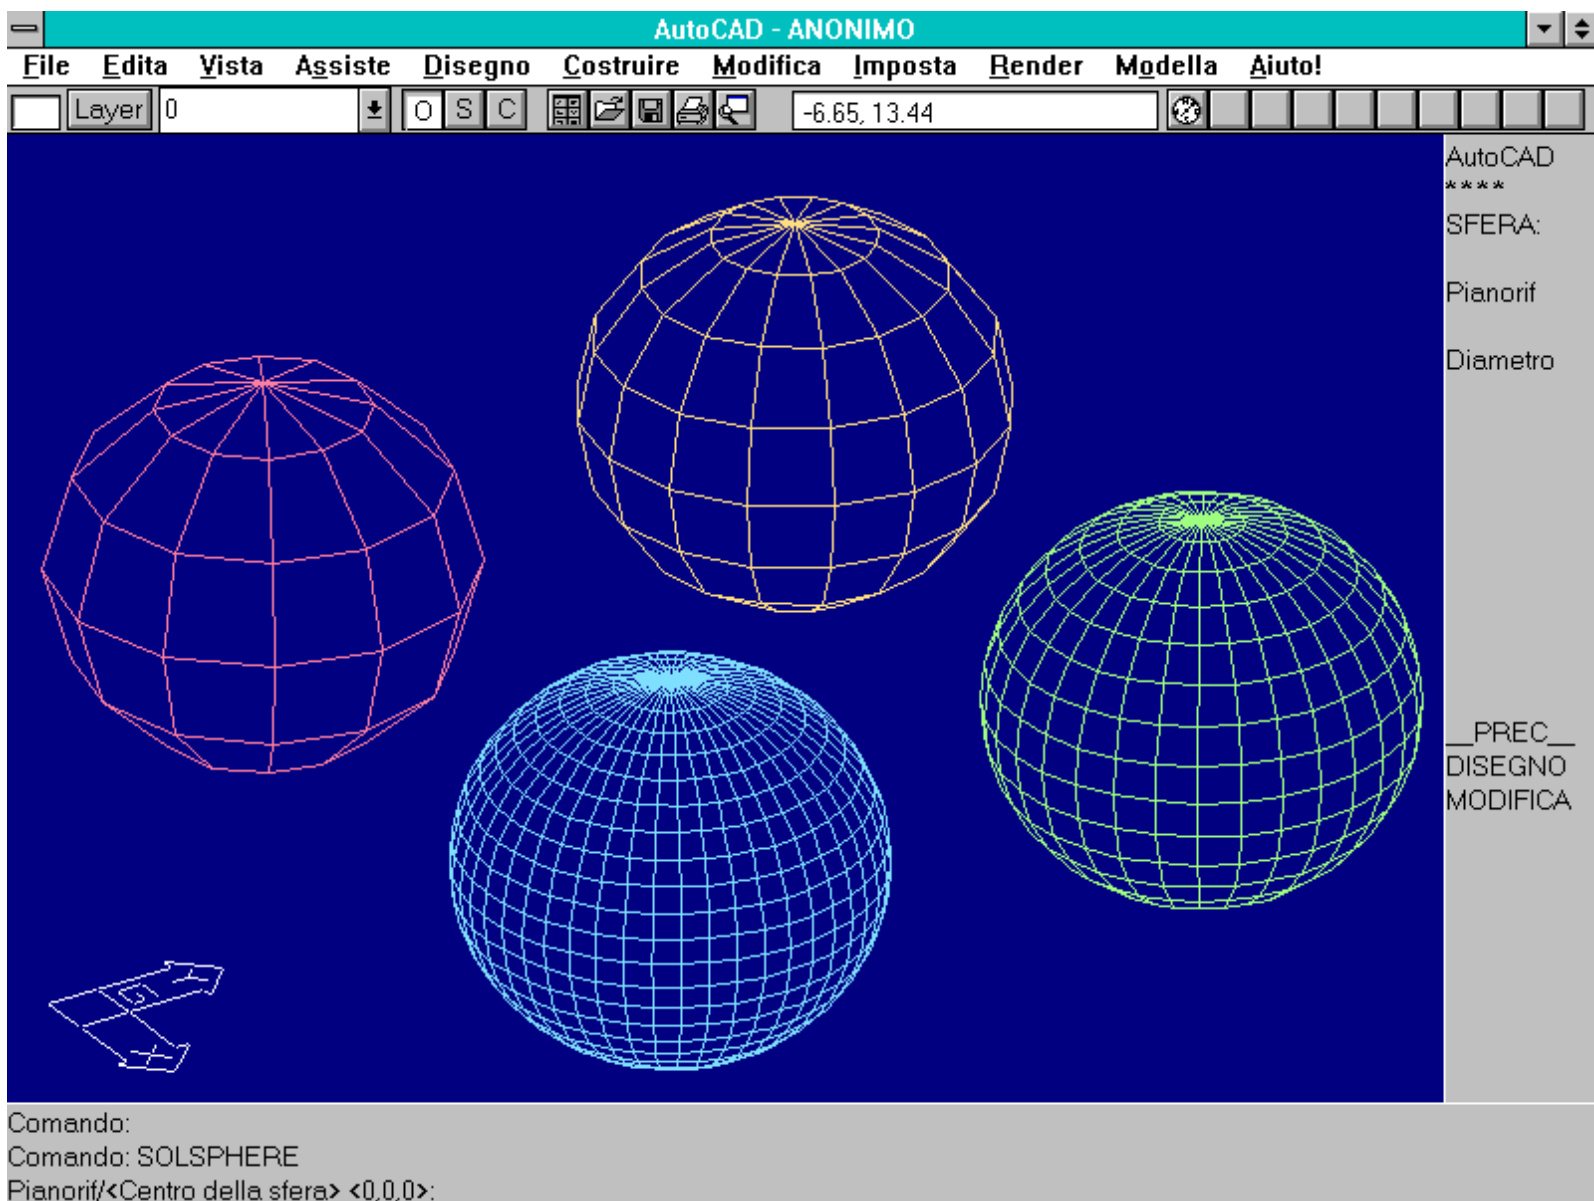 AutoCAD - ANONIMO
File Edita Vista Assiste Disegno Costruire Modifica Imposta Render Modella Aiuto!
Layer 0 O S C -6.65, 13.44
AutoCAD
****
SFERA:
Pianorif
Diametro
__PREC__
DISEGNO
MODIFICA
Y
G
X
Comando:
Comando: SOLSPHERE
Pianorif/<Centro della sfera> <0,0,0>: